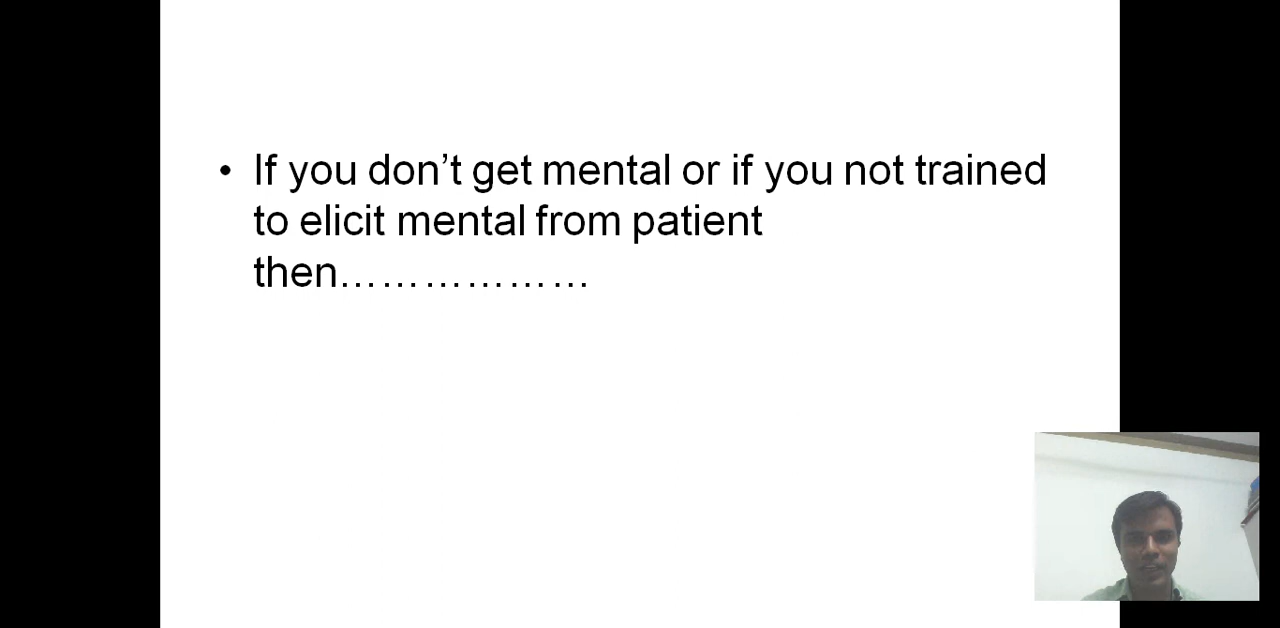 • If you don't get mental or if you not trained
to elicit mental from patient
then………………